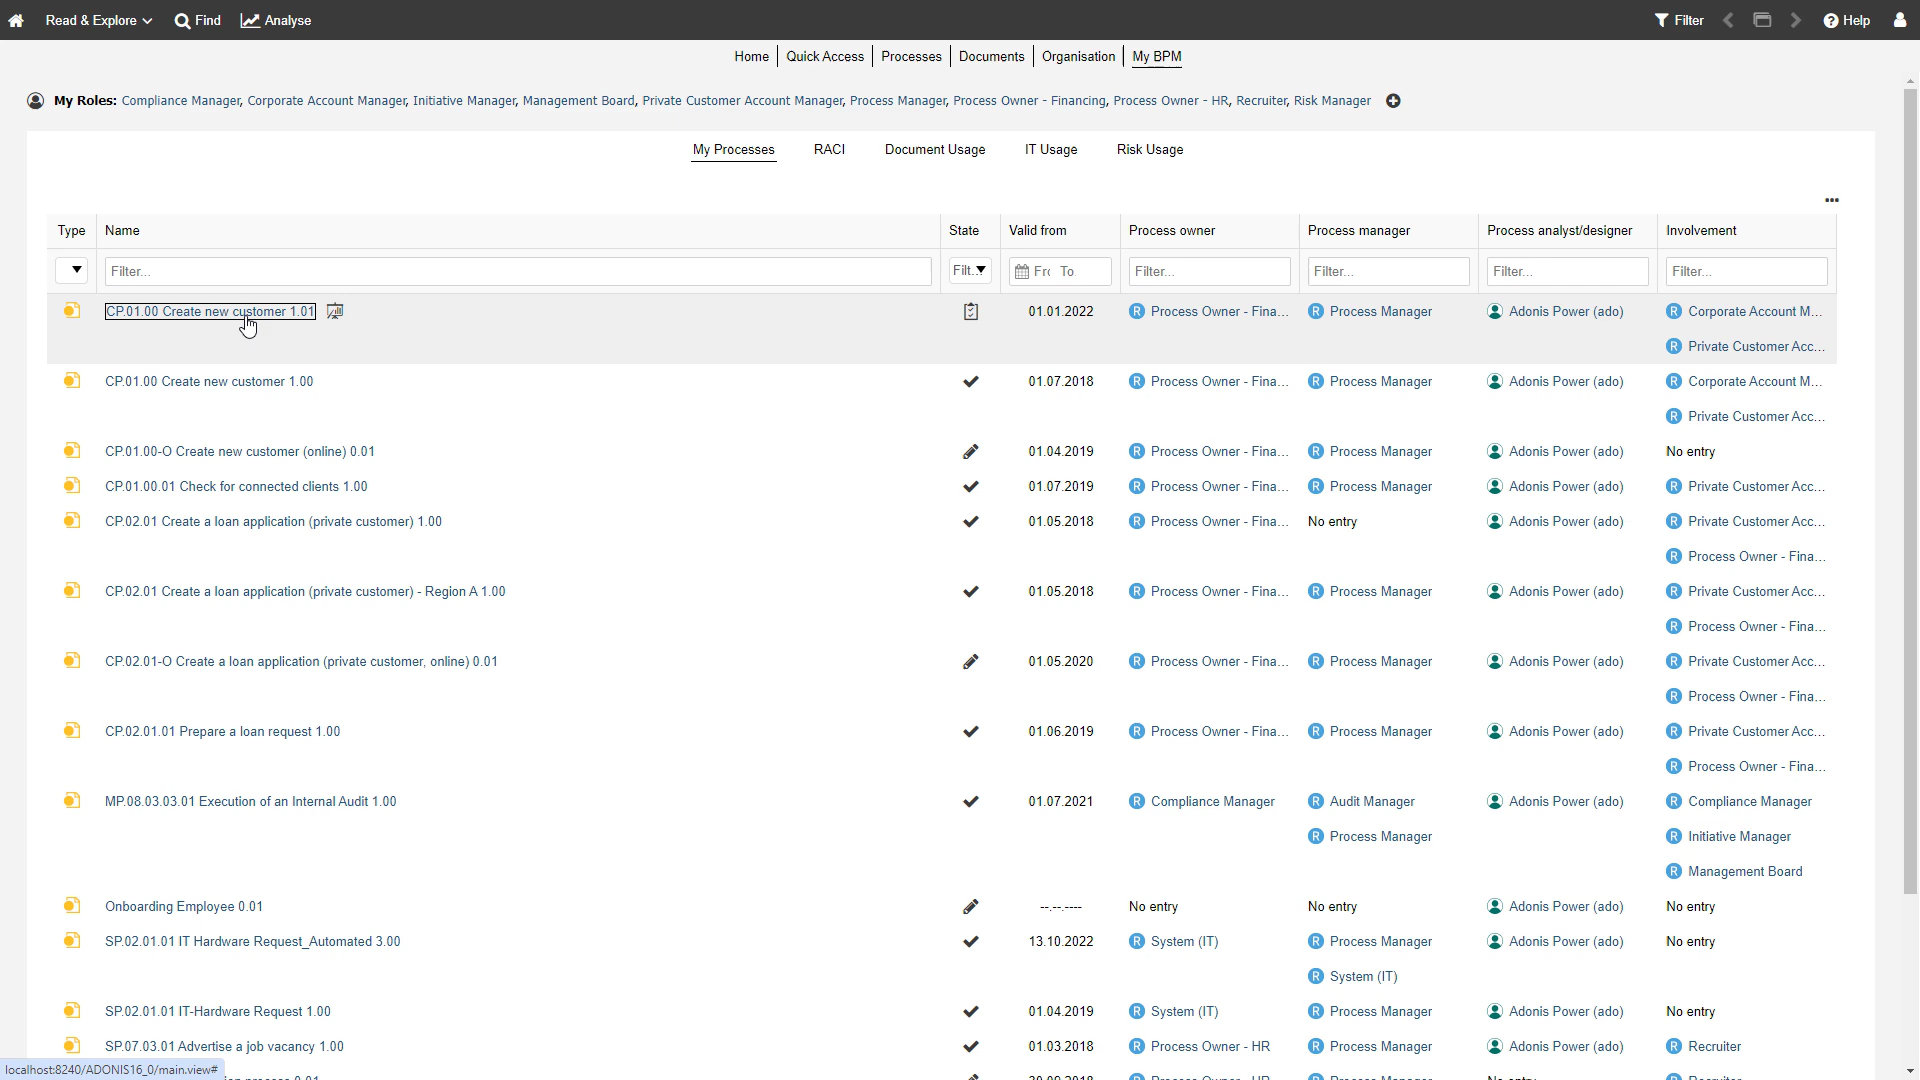 Read & Explore Find Analyse Filter Help
Home Quick Access Processes Documents Organisation My BPM
My Roles: Compliance Manager, Corporate Account Manager, Initiative Manager, Management Board, Private Customer Account Manager, Process Manager, Process Owner - Financing, Process Owner - HR, Recruiter, Risk Manager
My Processes RACI Document Usage IT Usage Risk Usage
Type Name State Valid from Process owner Process manager Process analyst/designer Involvement
Filter... Filt... Fr To Filter... Filter... Filter... Filter...
CP.01.00 Create new customer 1.01 01.01.2022 R Process Owner - Fina... R Process Manager Adonis Power (ado) R Corporate Account M...
R Private Customer Acc...
CP.01.00 Create new customer 1.00 01.07.2018 R Process Owner - Fina... R Process Manager Adonis Power (ado) R Corporate Account M...
R Private Customer Acc...
CP.01.00-O Create new customer (online) 0.01 01.04.2019 R Process Owner - Fina... R Process Manager Adonis Power (ado) No entry
CP.01.00.01 Check for connected clients 1.00 01.07.2019 R Process Owner - Fina... R Process Manager Adonis Power (ado) R Private Customer Acc...
CP.02.01 Create a loan application (private customer) 1.00 01.05.2018 R Process Owner - Fina... No entry Adonis Power (ado) R Private Customer Acc...
R Process Owner - Fina...
CP.02.01 Create a loan application (private customer) - Region A 1.00 01.05.2018 R Process Owner - Fina... R Process Manager Adonis Power (ado) R Private Customer Acc...
R Process Owner - Fina...
CP.02.01-O Create a loan application (private customer, online) 0.01 01.05.2020 R Process Owner - Fina... R Process Manager Adonis Power (ado) R Private Customer Acc...
R Process Owner - Fina...
CP.02.01.01 Prepare a loan request 1.00 01.06.2019 R Process Owner - Fina... R Process Manager Adonis Power (ado) R Private Customer Acc...
R Process Owner - Fina...
MP.08.03.03.01 Execution of an Internal Audit 1.00 01.07.2021 R Compliance Manager R Audit Manager Adonis Power (ado) R Compliance Manager
R Process Manager R Initiative Manager
R Management Board
Onboarding Employee 0.01 --.--.---- No entry No entry Adonis Power (ado) No entry
SP.02.01.01 IT Hardware Request_Automated 3.00 13.10.2022 R System (IT) R Process Manager Adonis Power (ado) No entry
R System (IT)
SP.02.01.01 IT-Hardware Request 1.00 01.04.2019 R System (IT) R Process Manager Adonis Power (ado) No entry
SP.07.03.01 Advertise a job vacancy 1.00 01.03.2018 R Process Owner - HR R Process Manager Adonis Power (ado) R Recruiter
localhost:8240/ADONIS16_0/main.view#